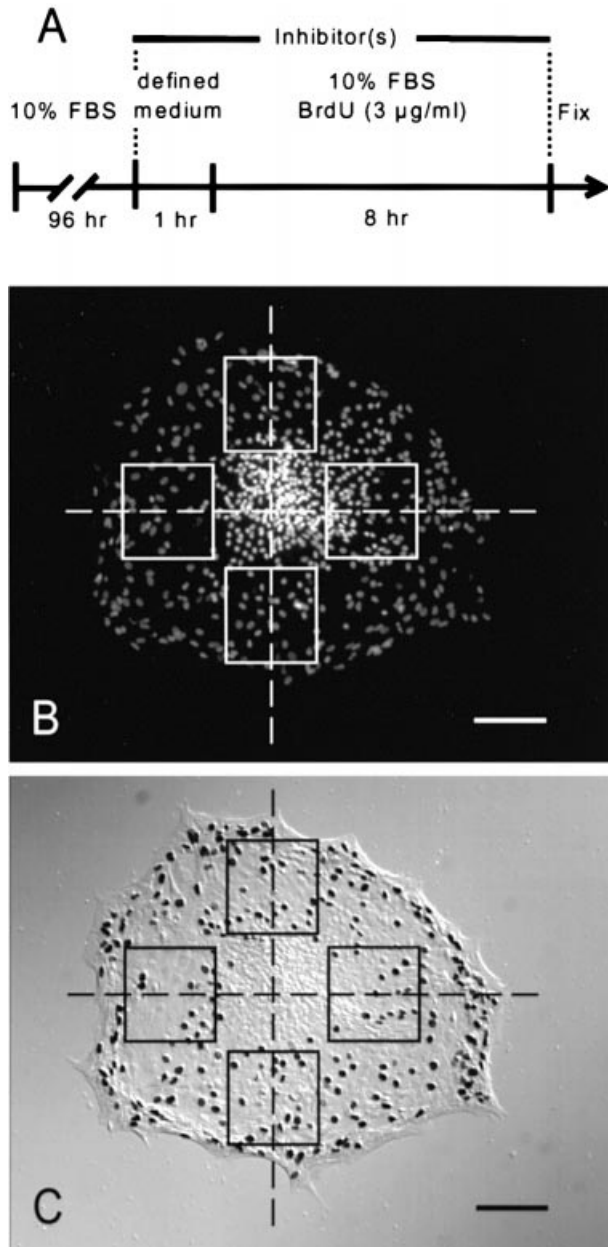 A
Inhibitor(s)
defined
medium
10% FBS
10% FBS
BrdU (3 µg/ml)
Fix
96 hr
1 hr
8 hr
B
C